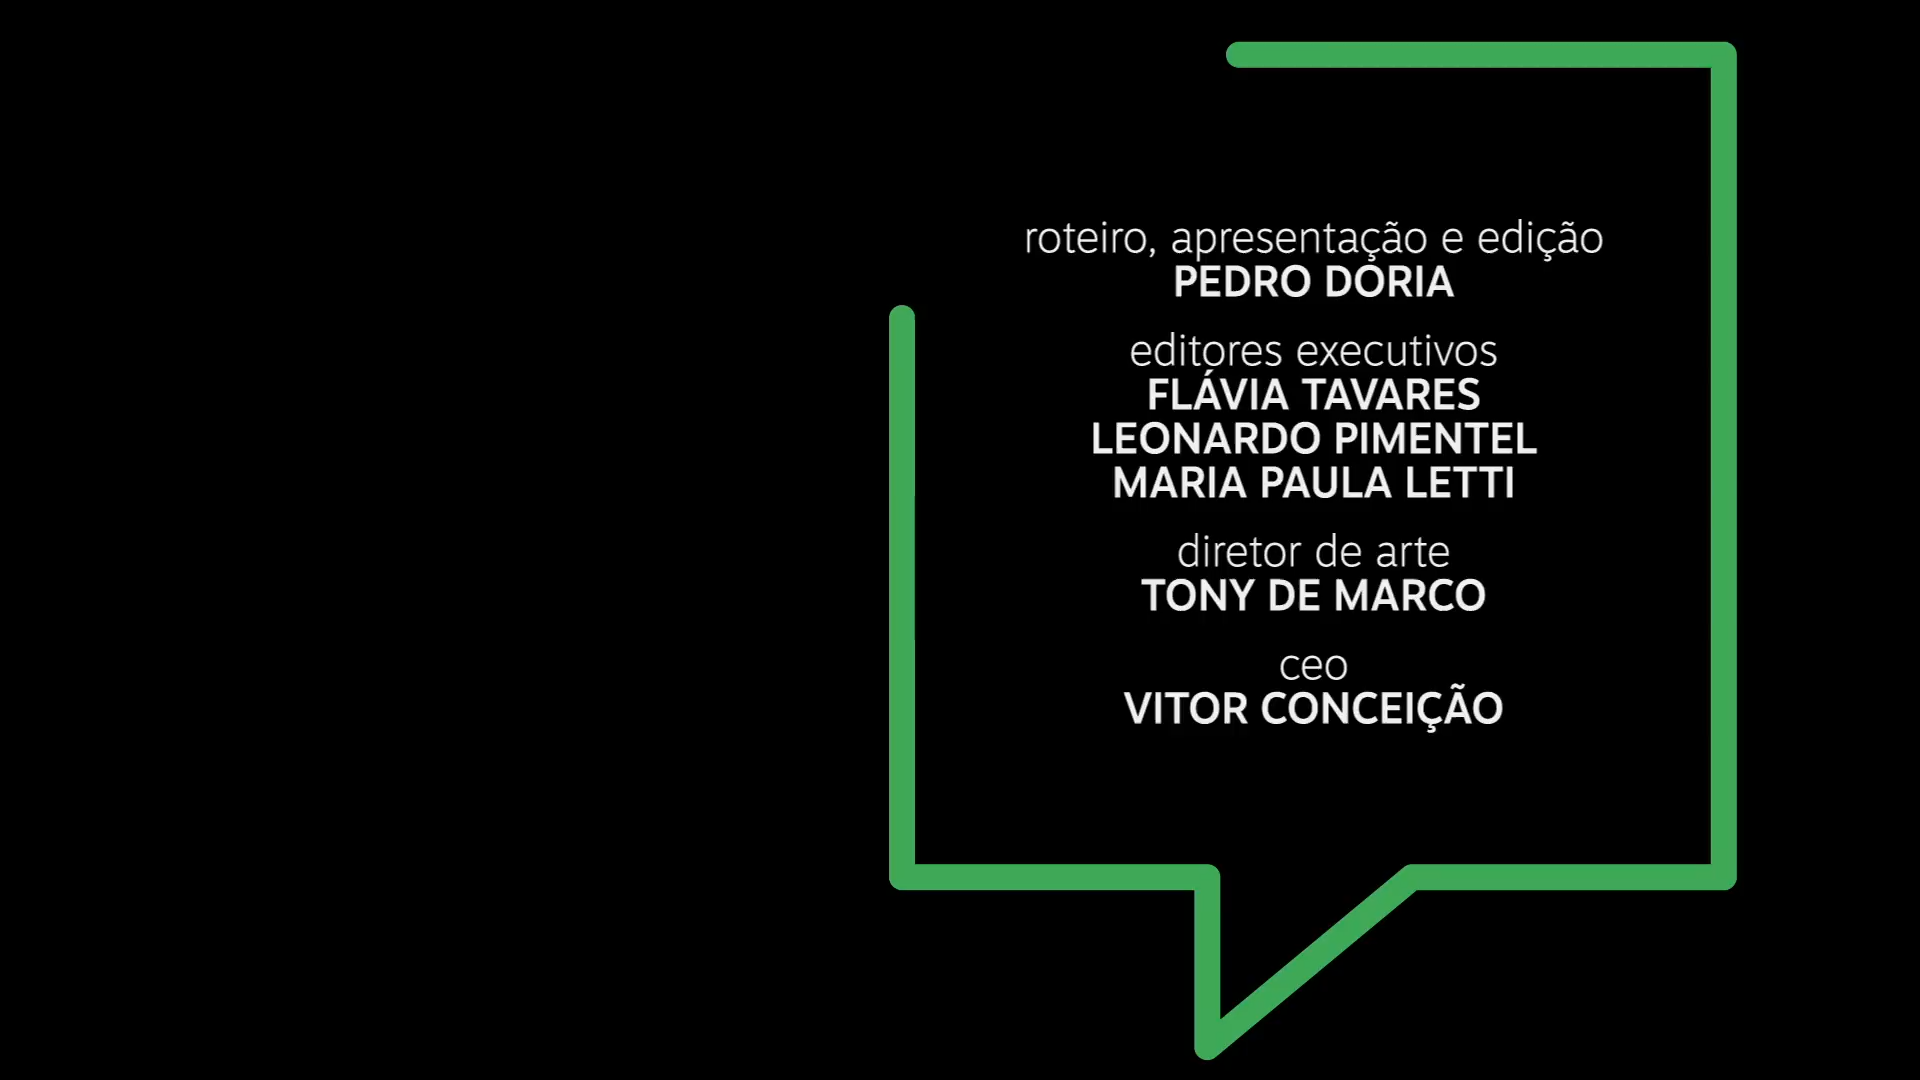 roteiro, apresentação e edição
PEDRO DORIA
editores executivos
FLÁVIA TAVARES
LEONARDO PIMENTEL
MARIA PAULA LETTI
diretor de arte
TONY DE MARCO
ceo
VITOR CONCEIÇÃO